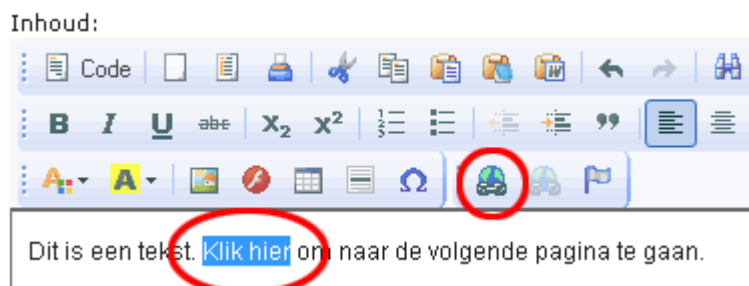 Inhoud:
Code
B I U abc X₂ X²
A A Ω
Dit is een tekst. Klik hier om naar de volgende pagina te gaan.